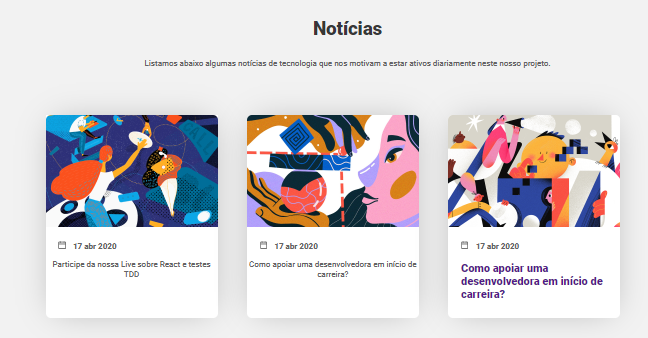 Notícias
Listamos abaixo algumas notícias de tecnologia que nos motivam a estar ativos diariamente neste nosso projeto.
17 abr 2020
Participe da nossa Live sobre React e testes
TDD
17 abr 2020
Como apoiar uma desenvolvedora em início de
carreira?
17 abr 2020
Como apoiar uma
desenvolvedora em início de
carreira?